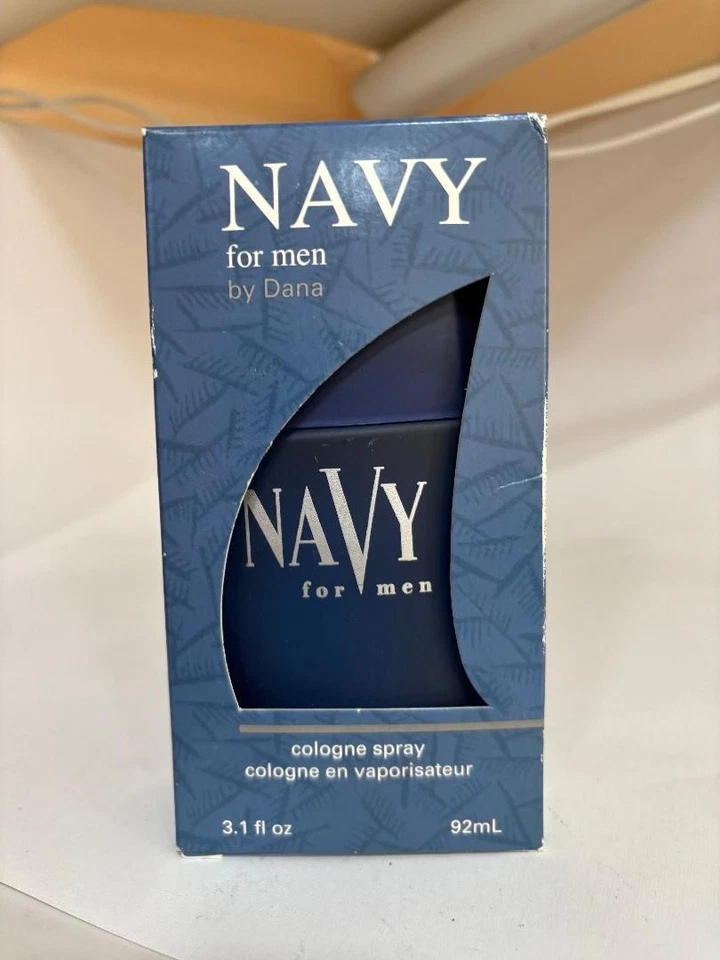 NAVY
for men
by Dana
NAVY
for men
cologne spray
cologne en vaporisateur
3.1 fl oz 92mL